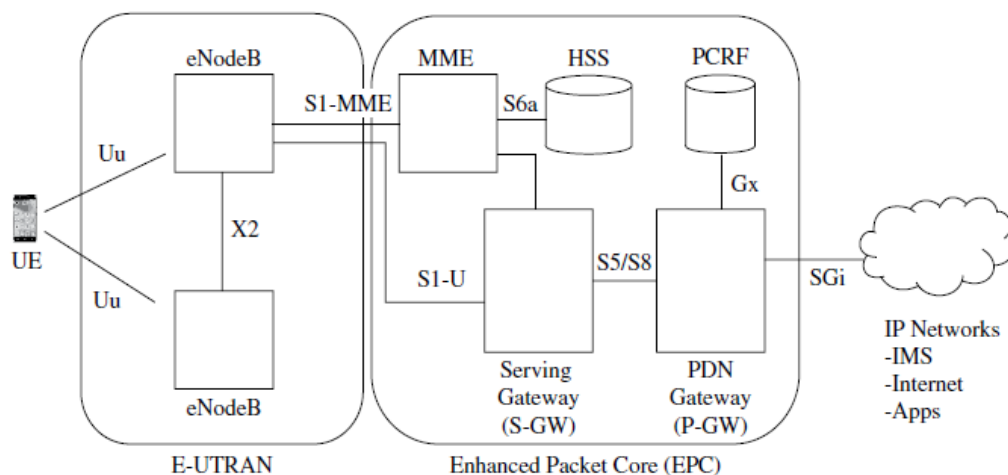 eNodeB
MME
HSS
PCRF
S1-MME
S6a
Uu
Gx
X2
UE
S5/S8
S1-U
SGi
Uu
IP Networks
-IMS
-Internet
-Apps
eNodeB
Serving
Gateway
(S-GW)
PDN
Gateway
(P-GW)
E-UTRAN
Enhanced Packet Core (EPC)